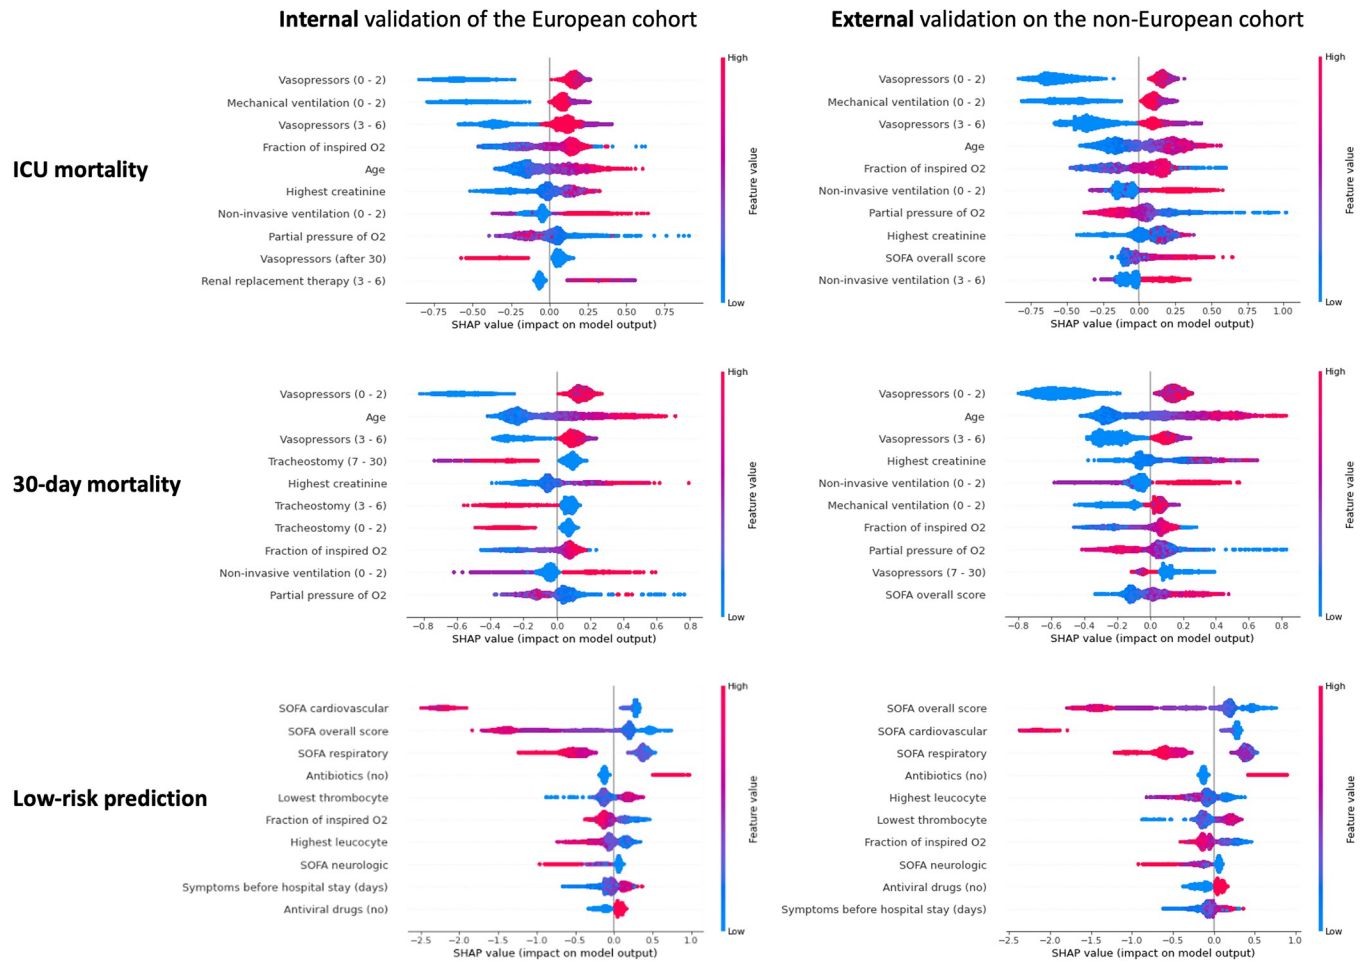 Internal validation of the European cohort
External validation on the non-European cohort
ICU mortality
Vasopressors (0 - 2)
Mechanical ventilation (0 - 2)
Vasopressors (3 - 6)
Fraction of inspired O2
Age
Highest creatinine
Non-invasive ventilation (0 - 2)
Partial pressure of O2
Vasopressors (after 30)
Renal replacement therapy (3 - 6)
−0.75 −0.50 −0.25 0.00 0.25 0.50 0.75
SHAP value (impact on model output)
High
Feature value
Low
Vasopressors (0 - 2)
Mechanical ventilation (0 - 2)
Vasopressors (3 - 6)
Age
Fraction of inspired O2
Non-invasive ventilation (0 - 2)
Partial pressure of O2
Highest creatinine
SOFA overall score
Non-invasive ventilation (3 - 6)
−0.75 −0.50 −0.25 0.00 0.25 0.50 0.75 1.00
SHAP value (impact on model output)
High
Feature value
Low
30-day mortality
Vasopressors (0 - 2)
Age
Vasopressors (3 - 6)
Tracheostomy (7 - 30)
Highest creatinine
Tracheostomy (3 - 6)
Tracheostomy (0 - 2)
Fraction of inspired O2
Non-invasive ventilation (0 - 2)
Partial pressure of O2
−0.8 −0.6 −0.4 −0.2 0.0 0.2 0.4 0.6 0.8
SHAP value (impact on model output)
High
Feature value
Low
Vasopressors (0 - 2)
Age
Vasopressors (3 - 6)
Highest creatinine
Non-invasive ventilation (0 - 2)
Mechanical ventilation (0 - 2)
Fraction of inspired O2
Partial pressure of O2
Vasopressors (7 - 30)
SOFA overall score
−0.8 −0.6 −0.4 −0.2 0.0 0.2 0.4 0.6 0.8
SHAP value (impact on model output)
High
Feature value
Low
Low-risk prediction
SOFA cardiovascular
SOFA overall score
SOFA respiratory
Antibiotics (no)
Lowest thrombocyte
Fraction of inspired O2
Highest leucocyte
SOFA neurologic
Symptoms before hospital stay (days)
Antiviral drugs (no)
−2.5 −2.0 −1.5 −1.0 −0.5 0.0 0.5 1.0
SHAP value (impact on model output)
High
Feature value
Low
SOFA overall score
SOFA cardiovascular
SOFA respiratory
Antibiotics (no)
Highest leucocyte
Lowest thrombocyte
Fraction of inspired O2
SOFA neurologic
Antiviral drugs (no)
Symptoms before hospital stay (days)
−2.5 −2.0 −1.5 −1.0 −0.5 0.0 0.5 1.0
SHAP value (impact on model output)
High
Feature value
Low